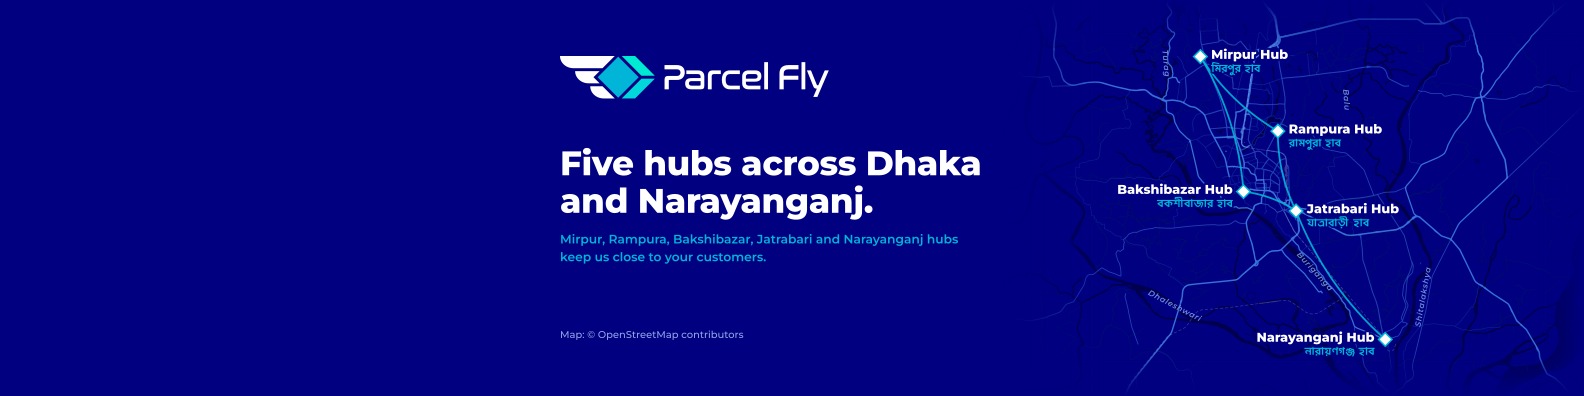 Parcel Fly
Five hubs across Dhaka
and Narayanganj.
Mirpur, Rampura, Bakshibazar, Jatrabari and Narayanganj hubs
keep us close to your customers.
Map: © OpenStreetMap contributors
Mirpur Hub
মিরপুর হাব
Turag
Balu
Rampura Hub
রামপুরা হাব
Bakshibazar Hub
বকশীবাজার হাব
Jatrabari Hub
যাত্রাবাড়ী হাব
Buriganga
Dhaleshwari
Shitalakshya
Narayanganj Hub
নারায়ণগঞ্জ হাব